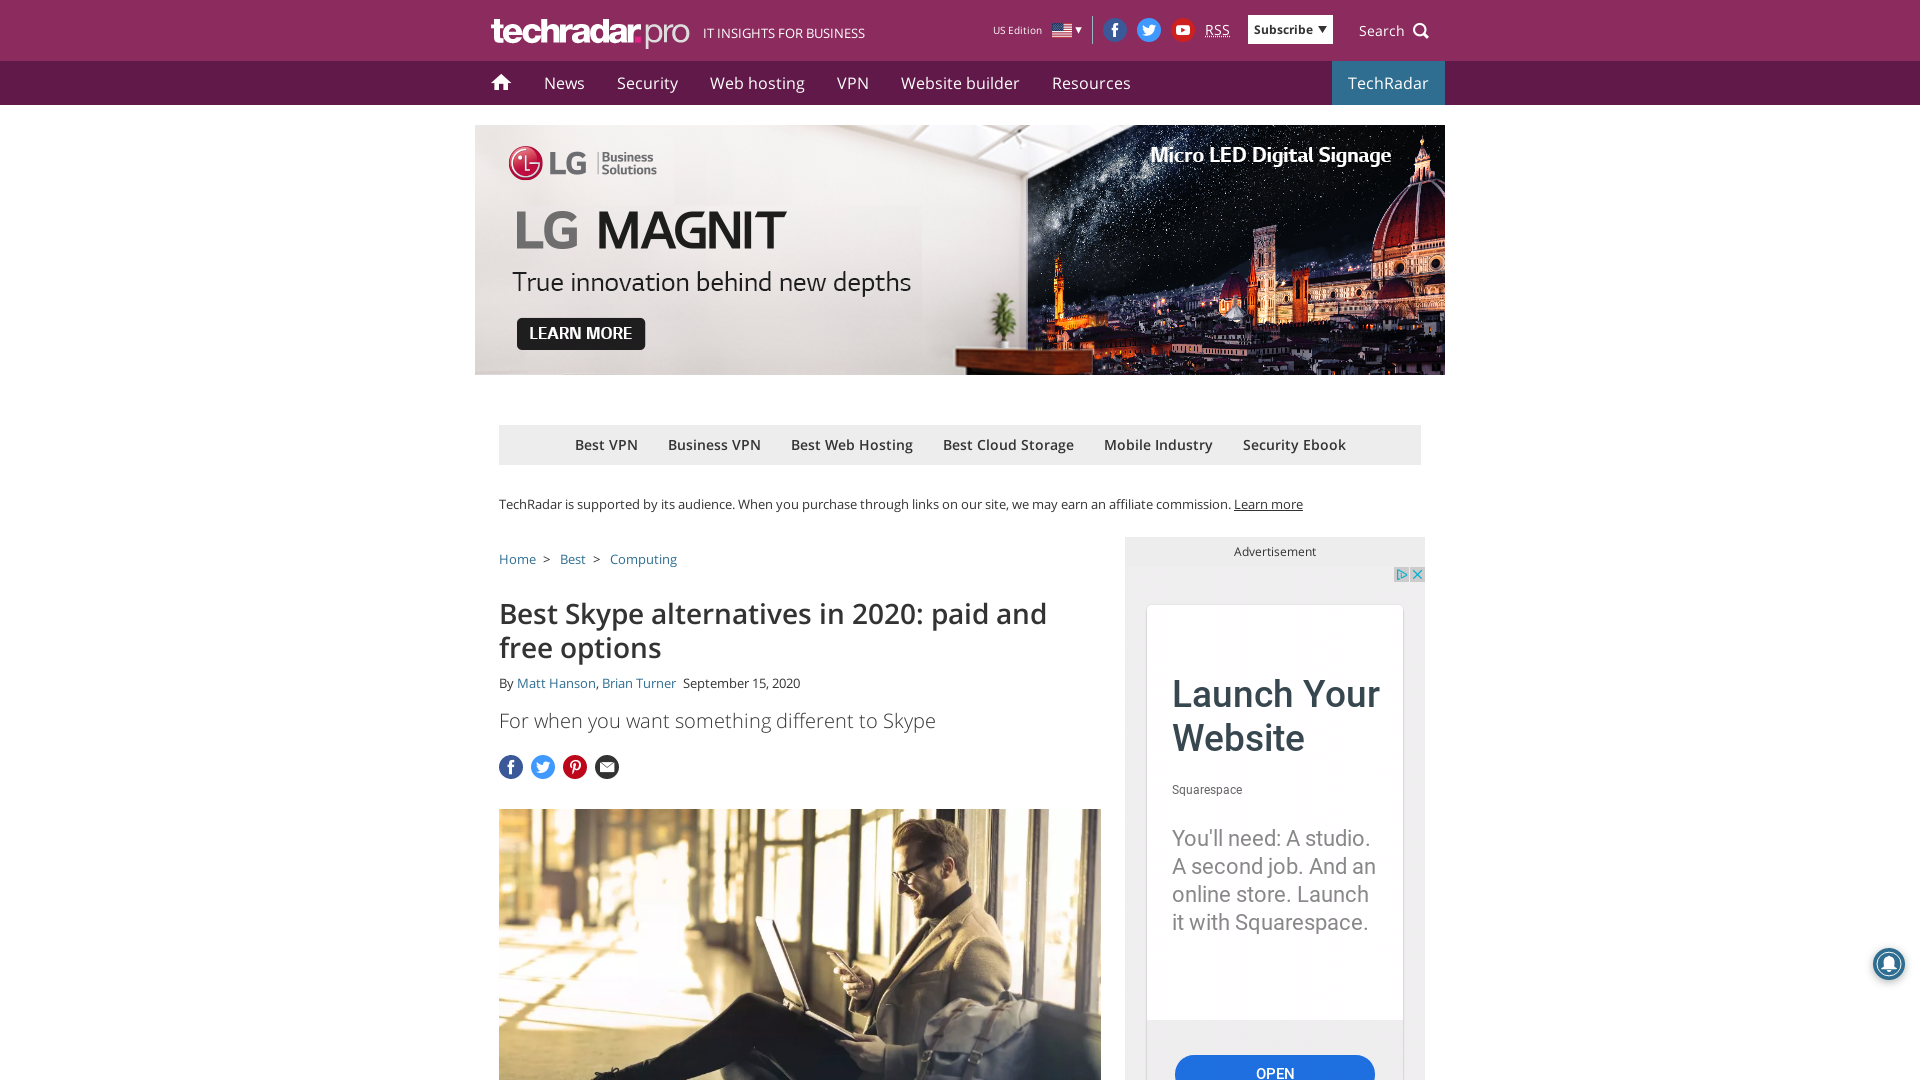 techradar.pro IT INSIGHTS FOR BUSINESS
US Edition ▼ RSS Subscribe ▼ Search
News Security Web hosting VPN Website builder Resources TechRadar
LG Business Solutions
Micro LED Digital Signage
LG MAGNIT
True innovation behind new depths
LEARN MORE
Best VPN Business VPN Best Web Hosting Best Cloud Storage Mobile Industry Security Ebook
TechRadar is supported by its audience. When you purchase through links on our site, we may earn an affiliate commission. Learn more
Home > Best > Computing
Best Skype alternatives in 2020: paid and
free options
By Matt Hanson, Brian Turner September 15, 2020
For when you want something different to Skype
Advertisement
Launch Your
Website
Squarespace
You'll need: A studio.
A second job. And an
online store. Launch
it with Squarespace.
OPEN